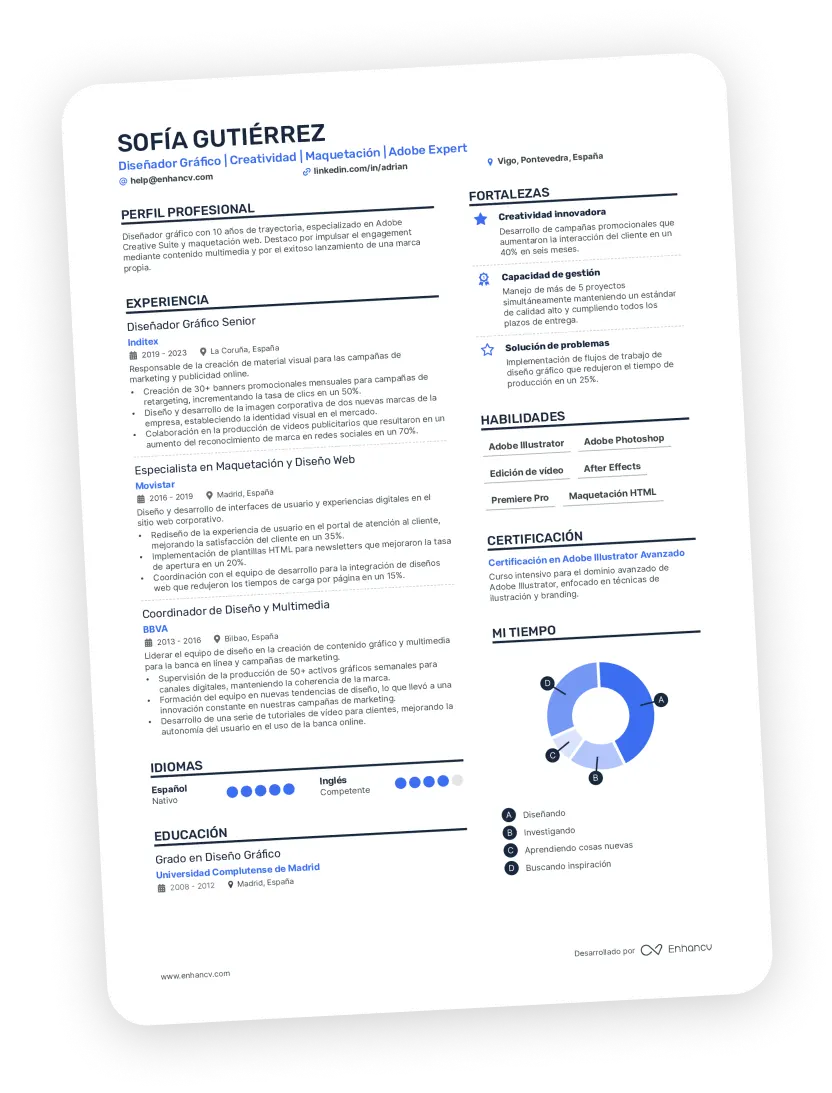 SOFÍA GUTIÉRREZ
Diseñador Gráfico | Creatividad | Maquetación | Adobe Expert
@ help@enhancv.com
linkedin.com/in/adrian
Vigo, Pontevedra, España
PERFIL PROFESIONAL
Diseñador gráfico con 10 años de trayectoria, especializado en Adobe
Creative Suite y maquetación web. Destaco por impulsar el engagement
mediante contenido multimedia y por el exitoso lanzamiento de una marca
propia.
EXPERIENCIA
Diseñador Gráfico Senior
Inditex
2019 - 2023 La Coruña, España
Responsable de la creación de material visual para las campañas de
marketing y publicidad online.
• Creación de 30+ banners promocionales mensuales para campañas de
retargeting, incrementando la tasa de clics en un 50%.
• Diseño y desarrollo de la imagen corporativa de dos nuevas marcas de la
empresa, estableciendo la identidad visual en el mercado.
• Colaboración en la producción de vídeos publicitarios que resultaron en un
aumento del reconocimiento de marca en redes sociales en un 70%.
Especialista en Maquetación y Diseño Web
Movistar
2016 - 2019 Madrid, España
Diseño y desarrollo de interfaces de usuario y experiencias digitales en el
sitio web corporativo.
• Rediseño de la experiencia de usuario en el portal de atención al cliente,
mejorando la satisfacción del cliente en un 35%.
• Implementación de plantillas HTML para newsletters que mejoraron la tasa
de apertura en un 20%.
• Coordinación con el equipo de desarrollo para la integración de diseños
web que redujeron los tiempos de carga por página en un 15%.
Coordinador de Diseño y Multimedia
BBVA
2013 - 2016 Bilbao, España
Liderar el equipo de diseño en la creación de contenido gráfico y multimedia
para la banca en línea y campañas de marketing.
• Supervisión de la producción de 50+ activos gráficos semanales para
canales digitales, manteniendo la coherencia de la marca.
• Formación del equipo en nuevas tendencias de diseño, lo que llevó a una
innovación constante en nuestras campañas de marketing.
• Desarrollo de una serie de tutoriales de vídeo para clientes, mejorando la
autonomía del usuario en el uso de la banca online.
IDIOMAS
Español
Nativo
Inglés
Competente
EDUCACIÓN
Grado en Diseño Gráfico
Universidad Complutense de Madrid
2008 - 2012 Madrid, España
FORTALEZAS
Creatividad innovadora
Desarrollo de campañas promocionales que
aumentaron la interacción del cliente en un
40% en seis meses.
Capacidad de gestión
Manejo de más de 5 proyectos
simultáneamente manteniendo un estándar
de calidad alto y cumpliendo todos los
plazos de entrega.
Solución de problemas
Implementación de flujos de trabajo de
diseño gráfico que redujeron el tiempo de
producción en un 25%.
HABILIDADES
Adobe Illustrator Adobe Photoshop
Edición de vídeo After Effects
Premiere Pro Maquetación HTML
CERTIFICACIÓN
Certificación en Adobe Illustrator Avanzado
Curso intensivo para el dominio avanzado de
Adobe Illustrator, enfocado en técnicas de
ilustración y branding.
MI TIEMPO
D
A
C
B
A Diseñando
B Investigando
C Aprendiendo cosas nuevas
D Buscando inspiración
www.enhancv.com
Desarrollado por Enhancv